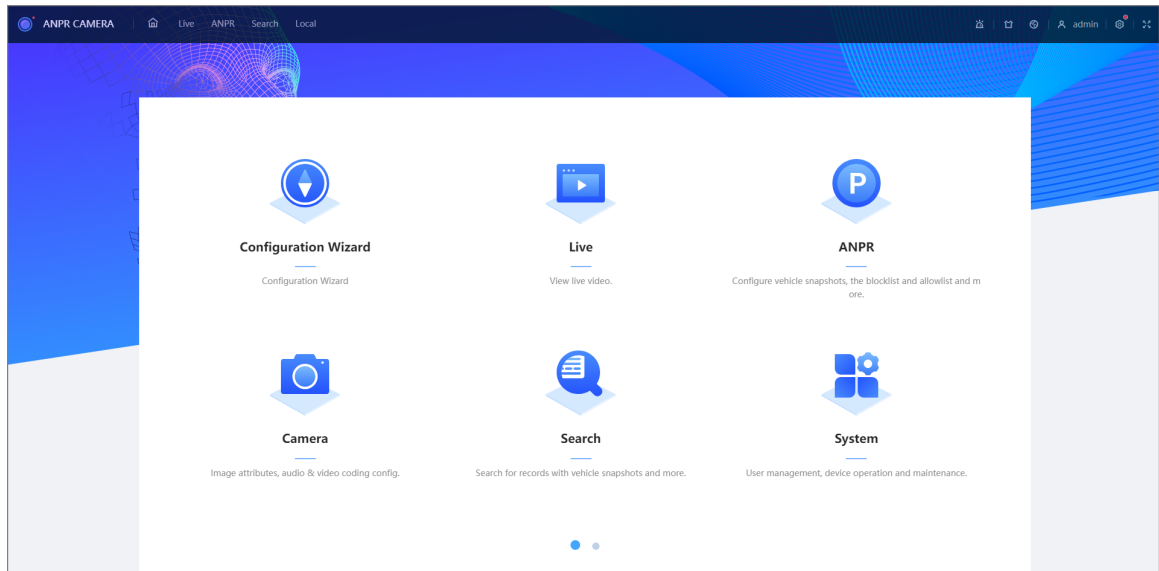 ANPR CAMERA Live ANPR Search Local admin
P
Configuration Wizard
Configuration Wizard
Live
View live video.
ANPR
Configure vehicle snapshots, the blocklist and allowlist and m
ore.
Camera
Image attributes, audio & video coding config.
Search
Search for records with vehicle snapshots and more.
System
User management, device operation and maintenance.